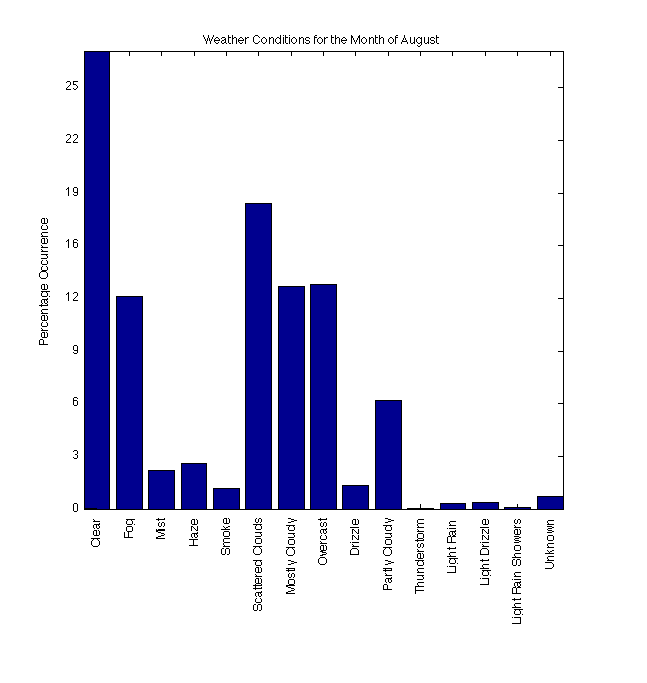 Weather Conditions for the Month of August
Percentage Occurrence
25
22
19
16
12
9
6
3
0
Clear
Fog
Mist
Haze
Smoke
Scattered Clouds
Mostly Cloudy
Overcast
Drizzle
Partly Cloudy
Thunderstorm
Light Rain
Light Drizzle
Light Rain Showers
Unknown